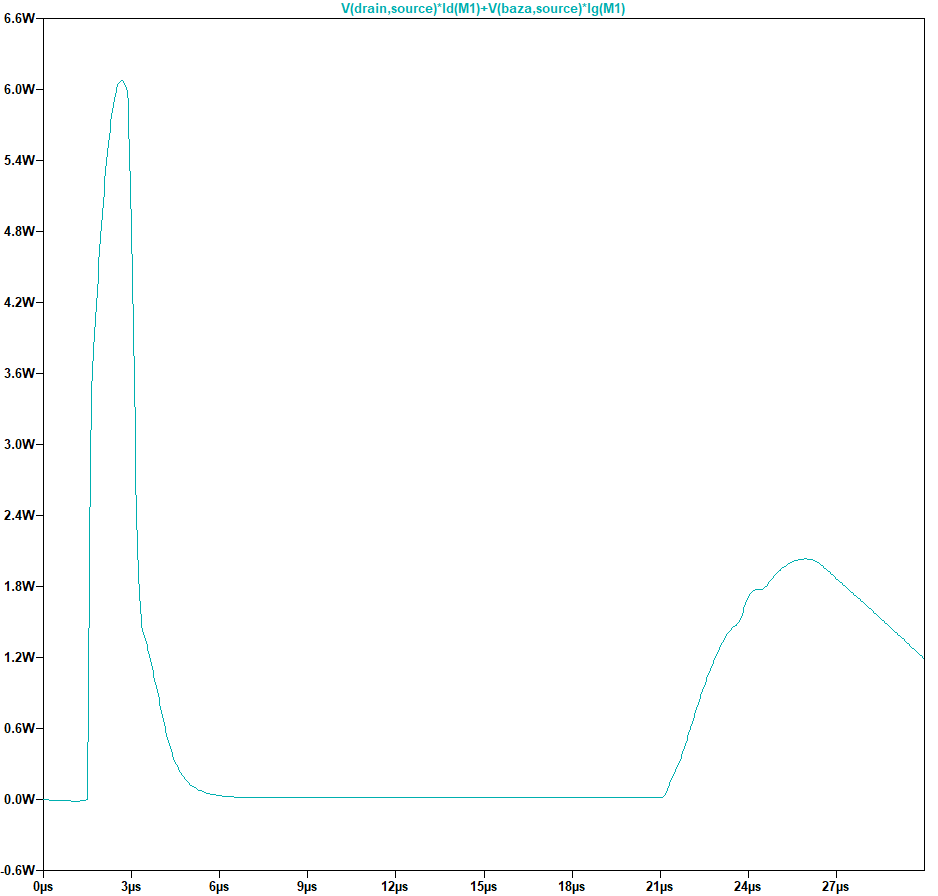 V(drain,source)*Id(M1)+V(baza,source)*Ig(M1)
6.6W
6.0W
5.4W
4.8W
4.2W
3.6W
3.0W
2.4W
1.8W
1.2W
0.6W
0.0W
-0.6W
0µs 3µs 6µs 9µs 12µs 15µs 18µs 21µs 24µs 27µs